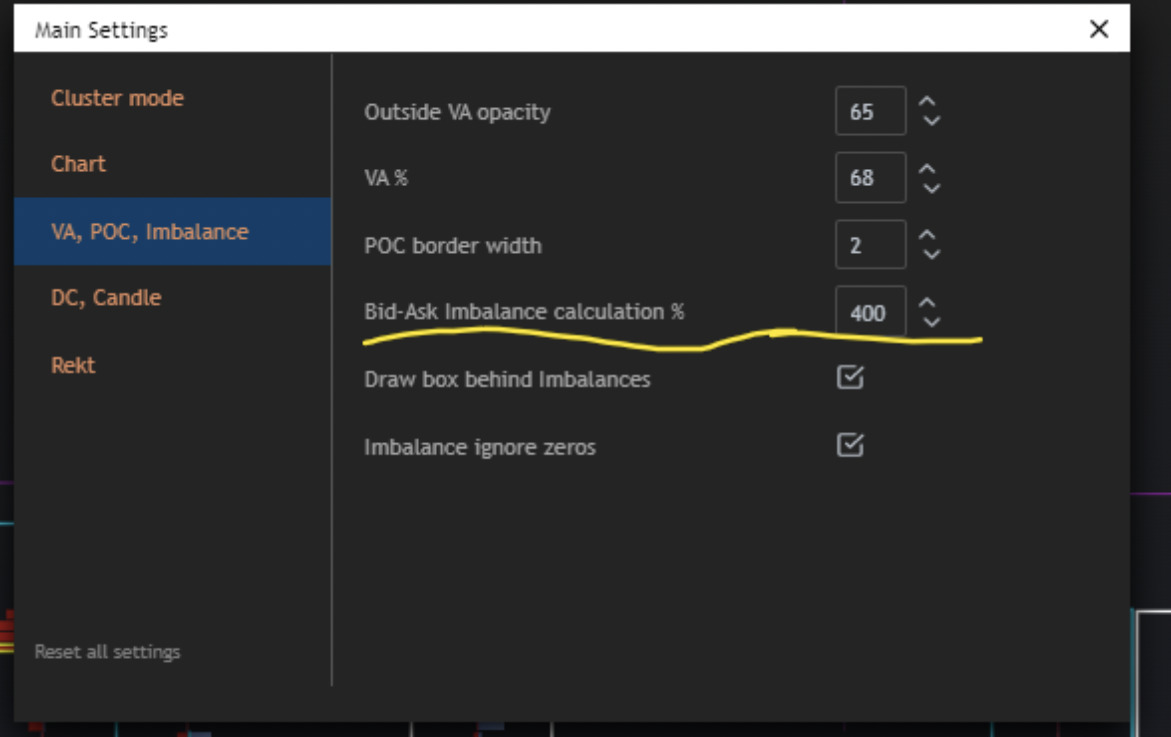 Main Settings
Cluster mode
Chart
VA, POC, Imbalance
DC, Candle
Rekt
Reset all settings
Outside VA opacity 65
VA % 68
POC border width 2
Bid-Ask Imbalance calculation % 400
Draw box behind Imbalances
Imbalance ignore zeros